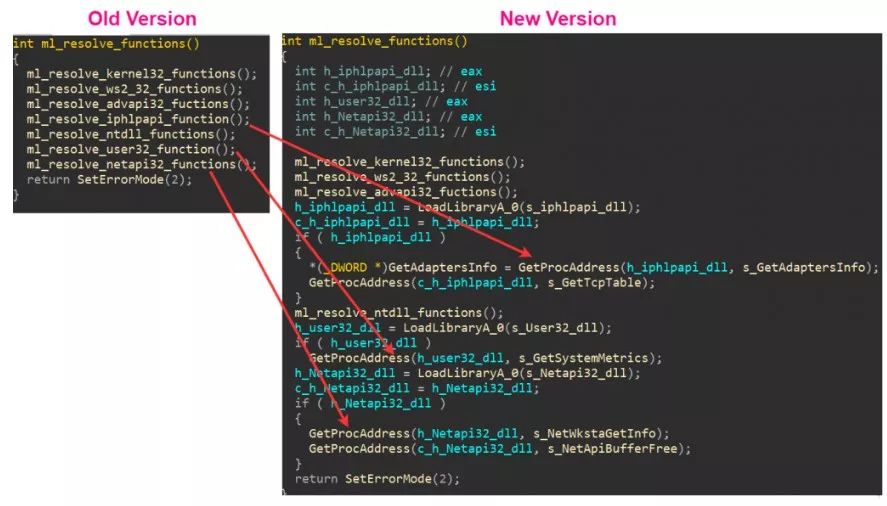 Old Version
int ml_resolve_functions()
{
ml_resolve_kernel32_functions();
ml_resolve_ws2_32_functions();
ml_resolve_advapi32_fuctions();
ml_resolve_iphlpapi_function();
ml_resolve_ntdll_functions();
ml_resolve_user32_function();
ml_resolve_netapi32_functions();
return SetErrorMode(2);
}
New Version
int ml_resolve_functions()
{
int h_iphlpapi_dll; // eax
int c_h_iphlpapi_dll; // esi
int h_user32_dll; // eax
int h_Netapi32_dll; // eax
int c_h_Netapi32_dll; // esi
ml_resolve_kernel32_functions();
ml_resolve_ws2_32_functions();
ml_resolve_advapi32_fuctions();
h_iphlpapi_dll = LoadLibraryA_0(s_iphlpapi_dll);
c_h_iphlpapi_dll = h_iphlpapi_dll;
if ( h_iphlpapi_dll )
{
*(_DWORD *)GetAdaptersInfo = GetProcAddress(h_iphlpapi_dll, s_GetAdaptersInfo);
GetProcAddress(c_h_iphlpapi_dll, s_GetTcpTable);
}
ml_resolve_ntdll_functions();
h_user32_dll = LoadLibraryA_0(s_User32_dll);
if ( h_user32_dll )
GetProcAddress(h_user32_dll, s_GetSystemMetrics);
h_Netapi32_dll = LoadLibraryA_0(s_Netapi32_dll);
c_h_Netapi32_dll = h_Netapi32_dll;
if ( h_Netapi32_dll )
{
GetProcAddress(h_Netapi32_dll, s_NetWkstaGetInfo);
GetProcAddress(c_h_Netapi32_dll, s_NetApiBufferFree);
}
return SetErrorMode(2);
}